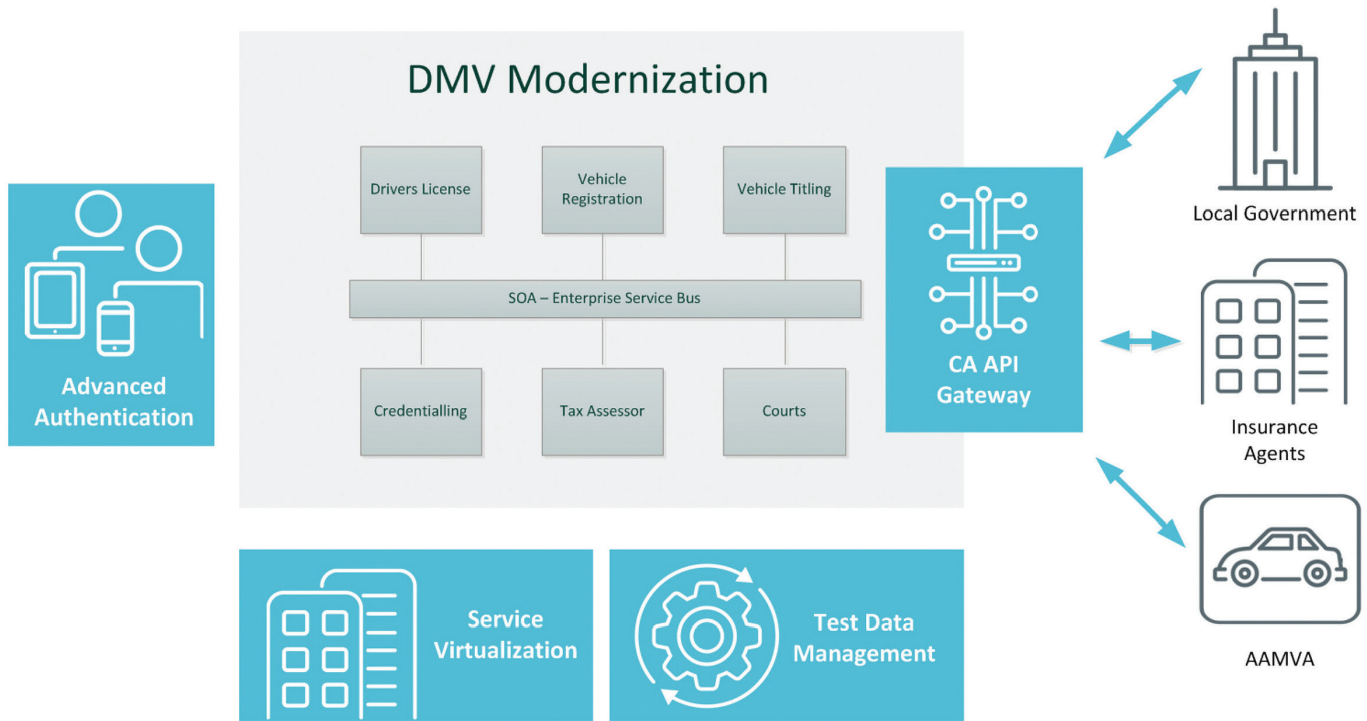 DMV Modernization
Drivers License
Vehicle
Registration
Vehicle Titling
SOA – Enterprise Service Bus
Credentialling
Tax Assessor
Courts
Advanced
Authentication
CA API
Gateway
Local Government
Insurance
Agents
AAMVA
Service
Virtualization
Test Data
Management